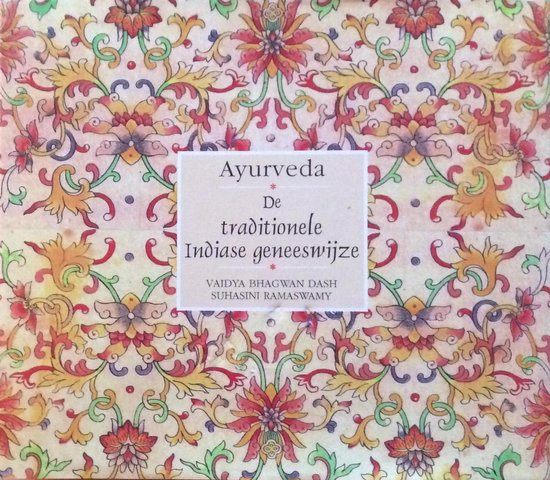 Ayurveda
De
traditionele
Indiase geneeswijze
VAIDYA BHAGWAN DASH
SUHASINI RAMASWAMY